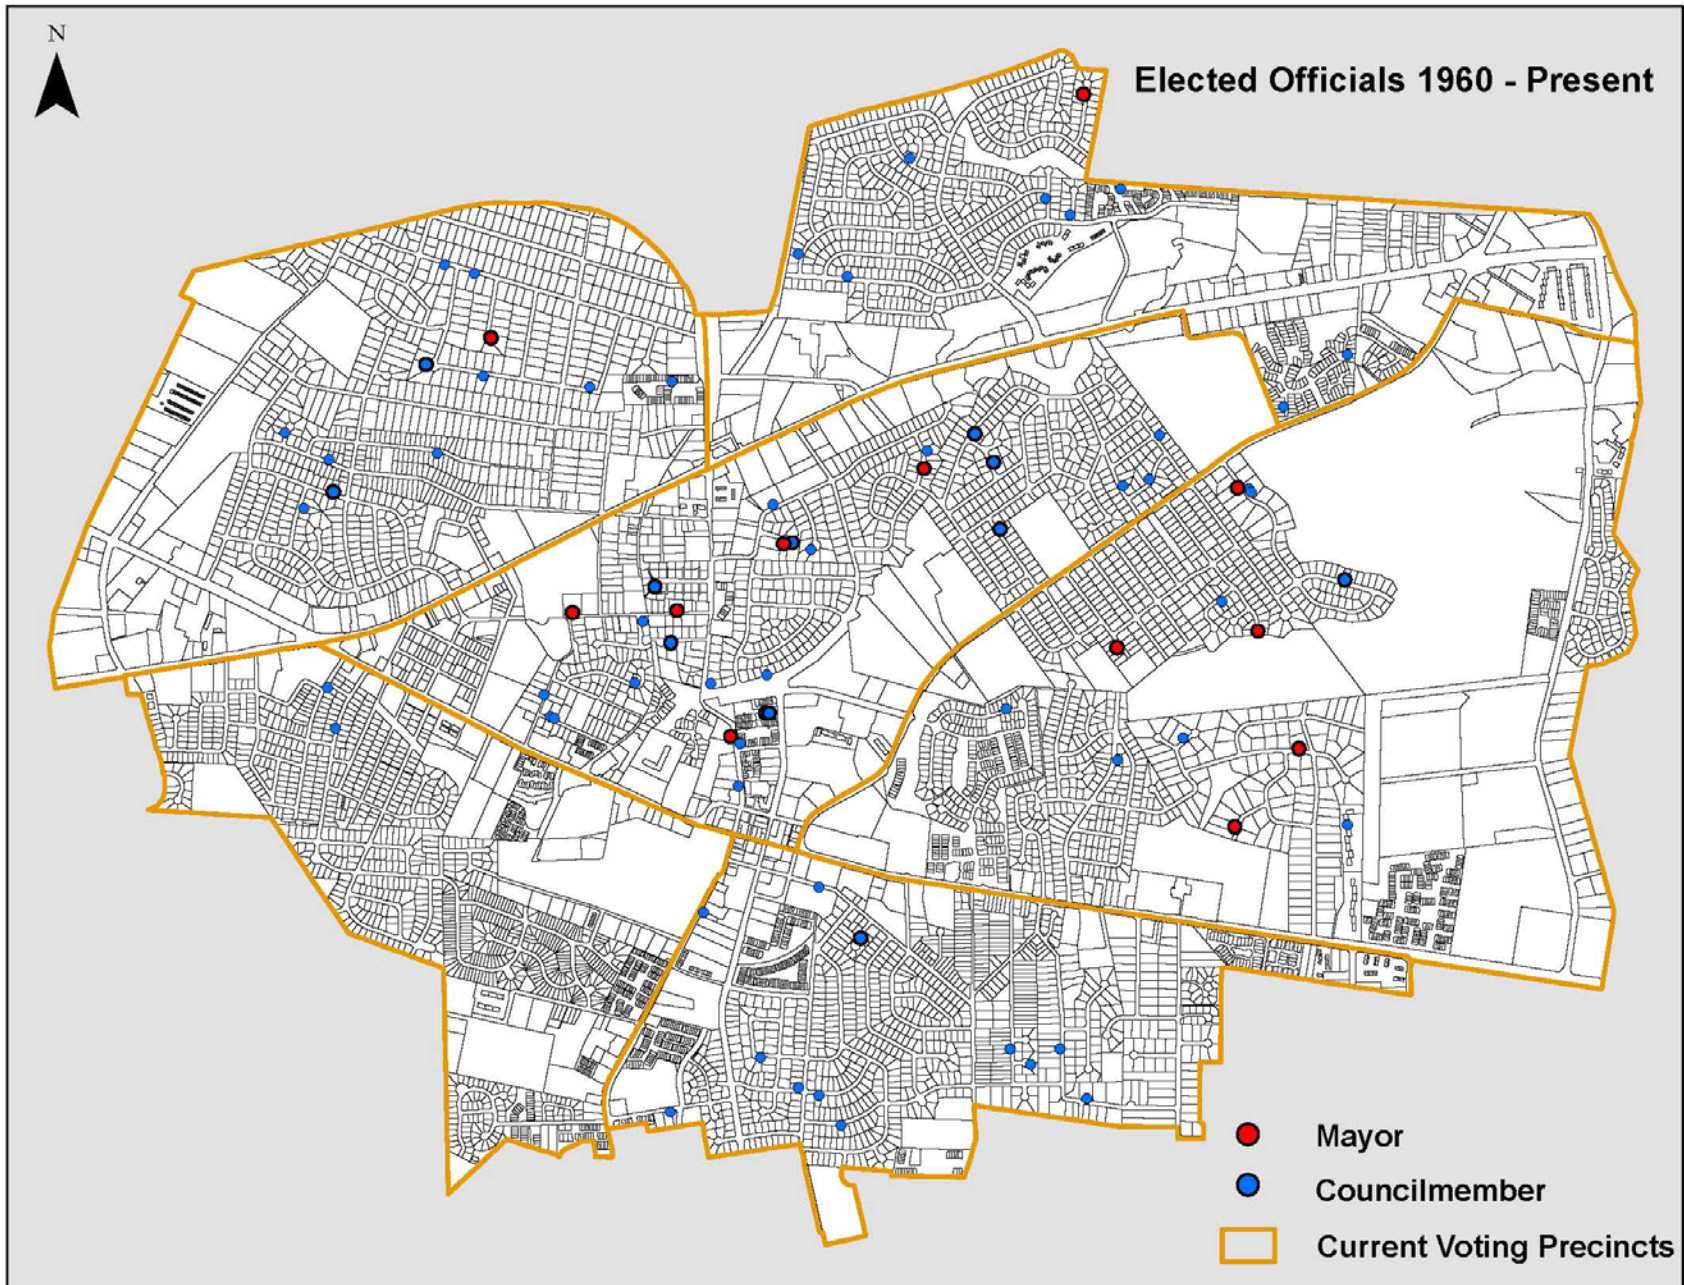 N
Elected Officials 1960 - Present
Mayor
Councilmember
Current Voting Precincts